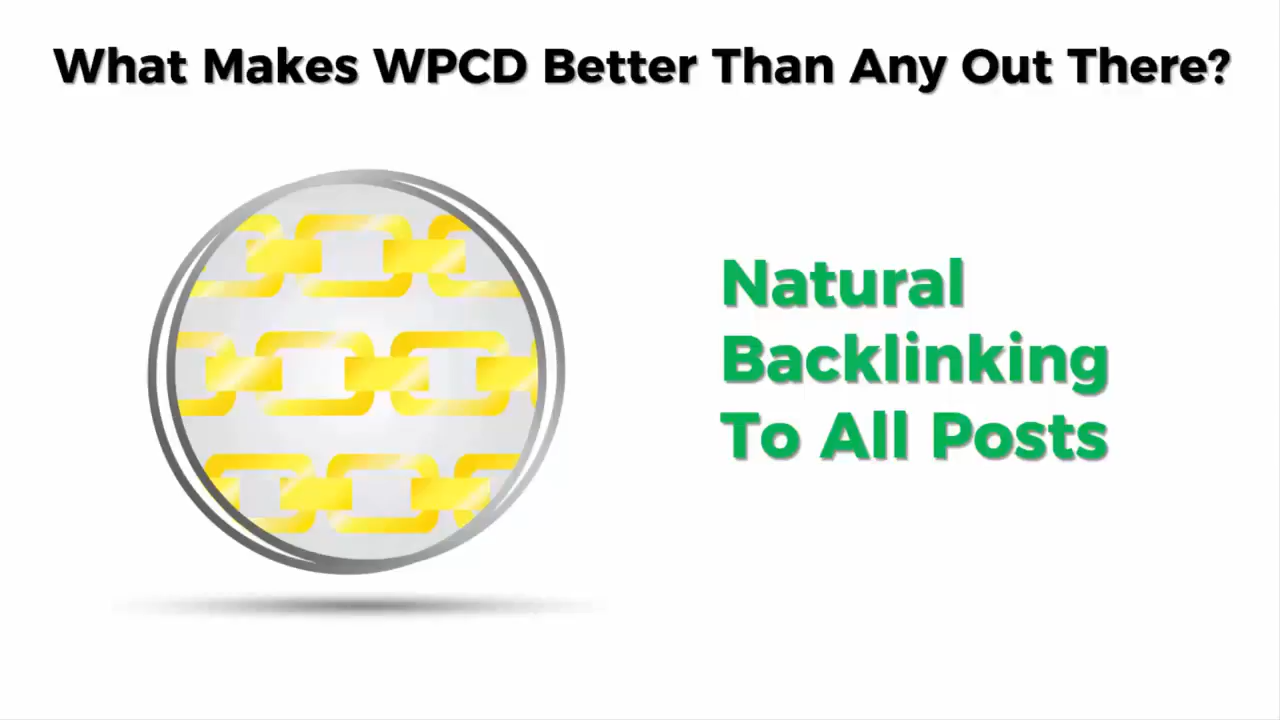 What Makes WPCD Better Than Any Out There?
Natural
Backlinking
To All Posts